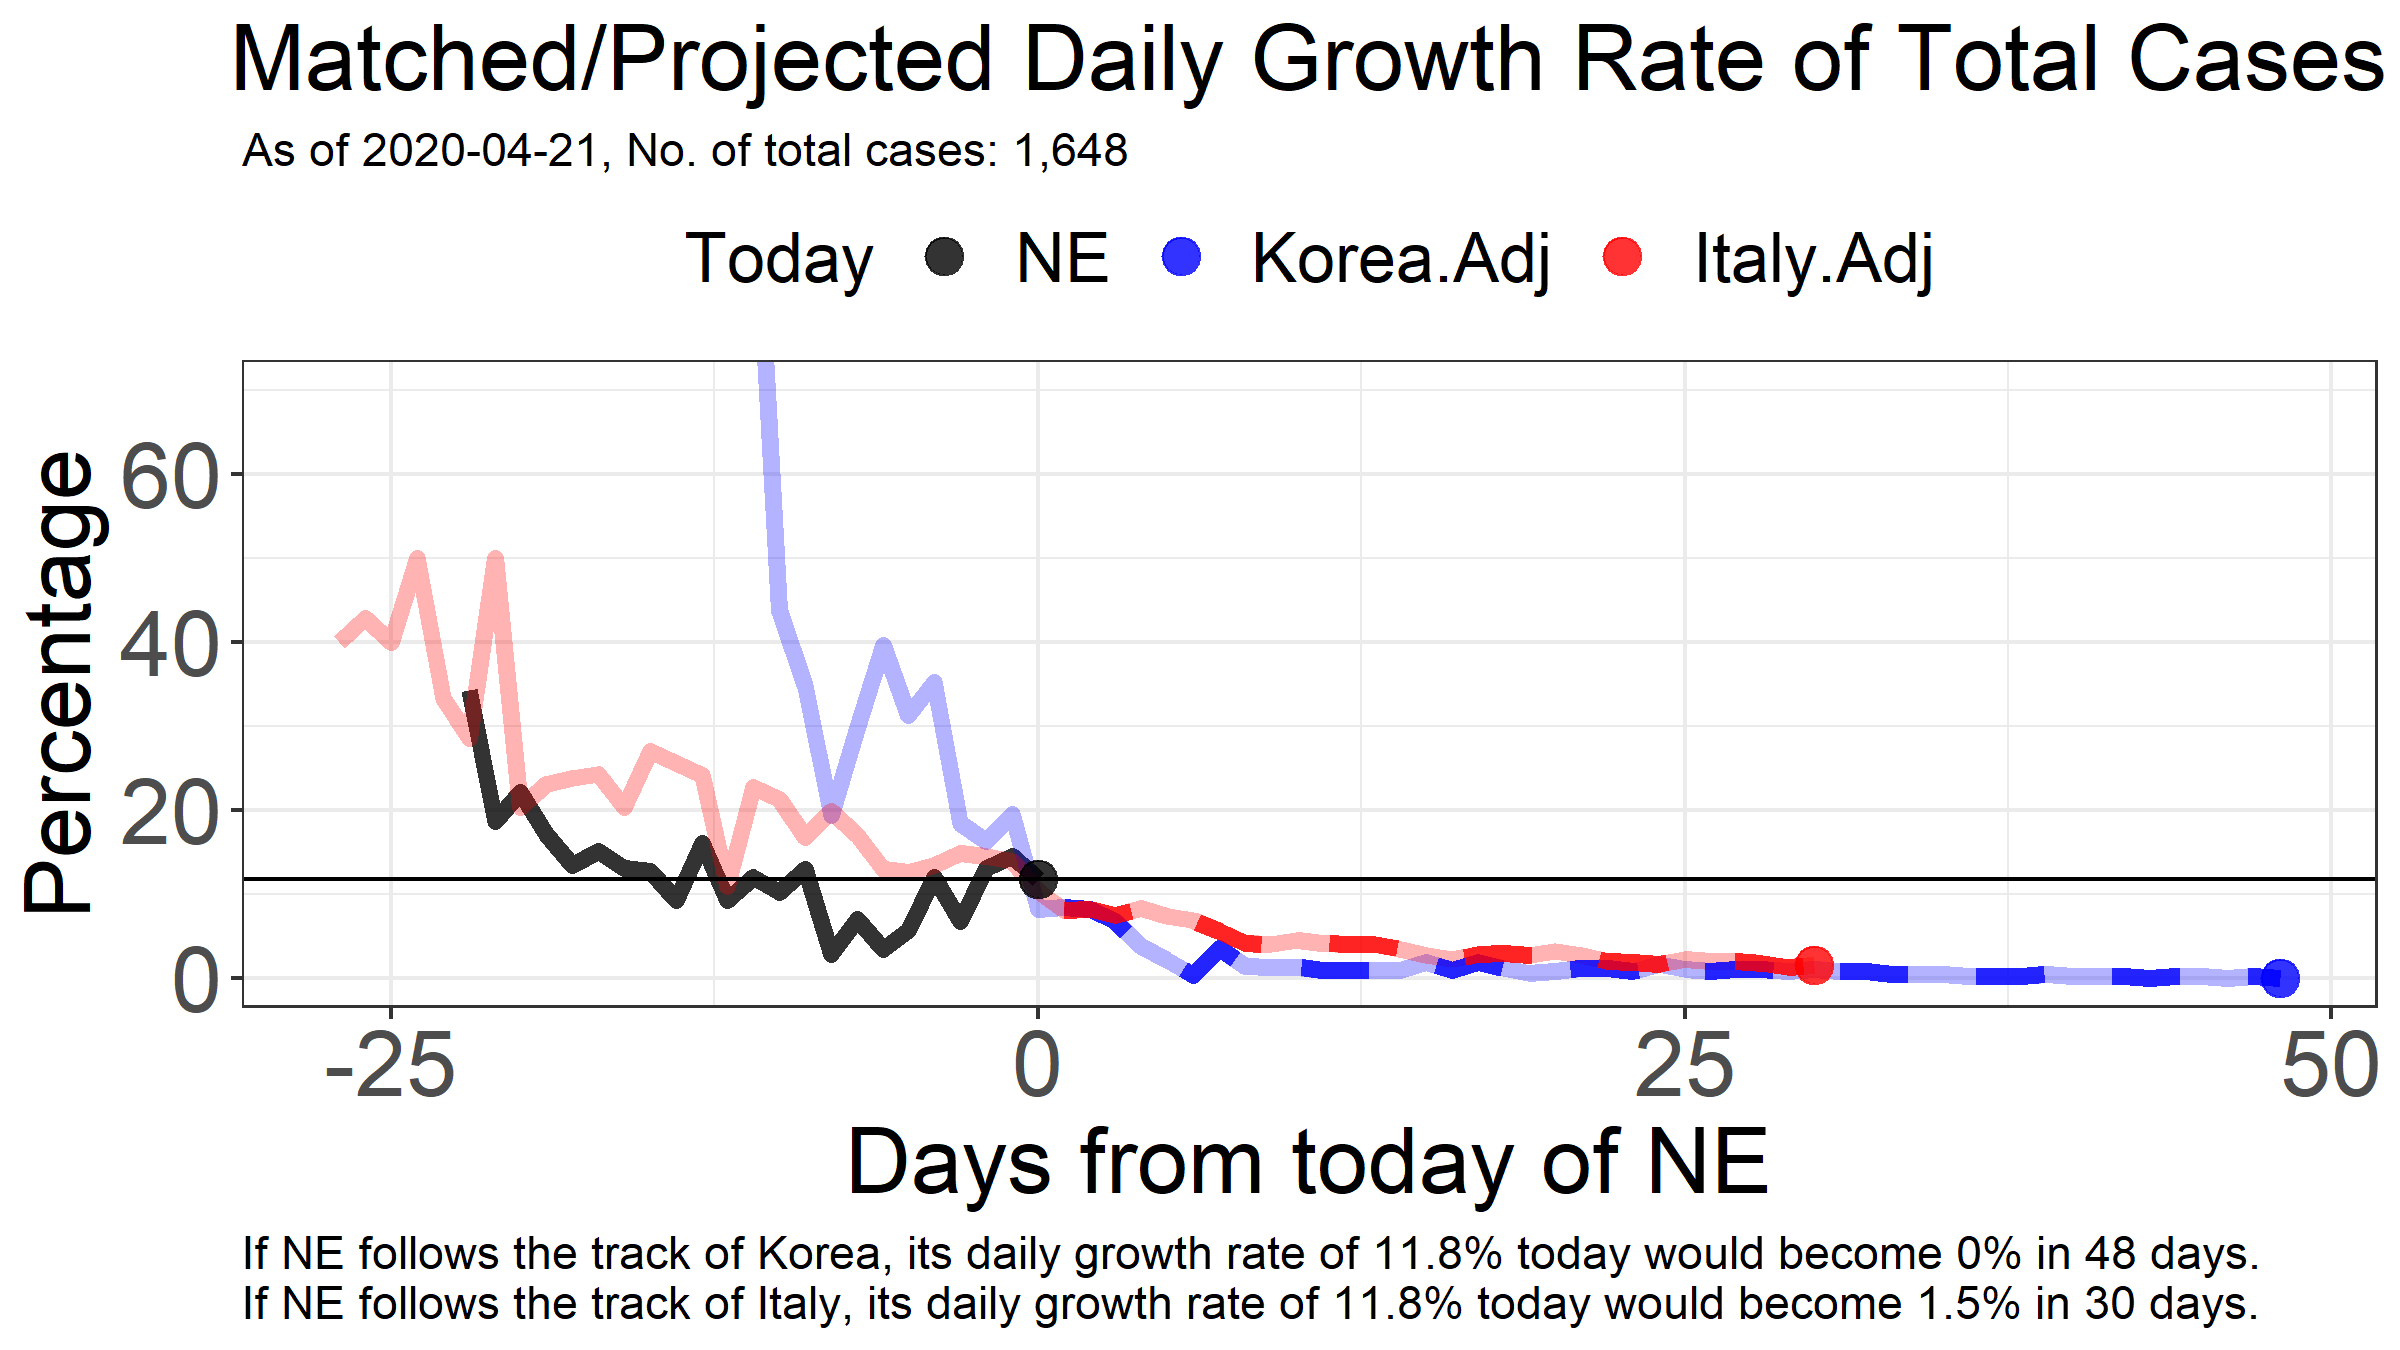 Matched/Projected Daily Growth Rate of Total Cases
As of 2020-04-21, No. of total cases: 1,648
Today NE Korea.Adj Italy.Adj
Percentage
60
40
20
0
-25 0 25 50
Days from today of NE
If NE follows the track of Korea, its daily growth rate of 11.8% today would become 0% in 48 days.
If NE follows the track of Italy, its daily growth rate of 11.8% today would become 1.5% in 30 days.